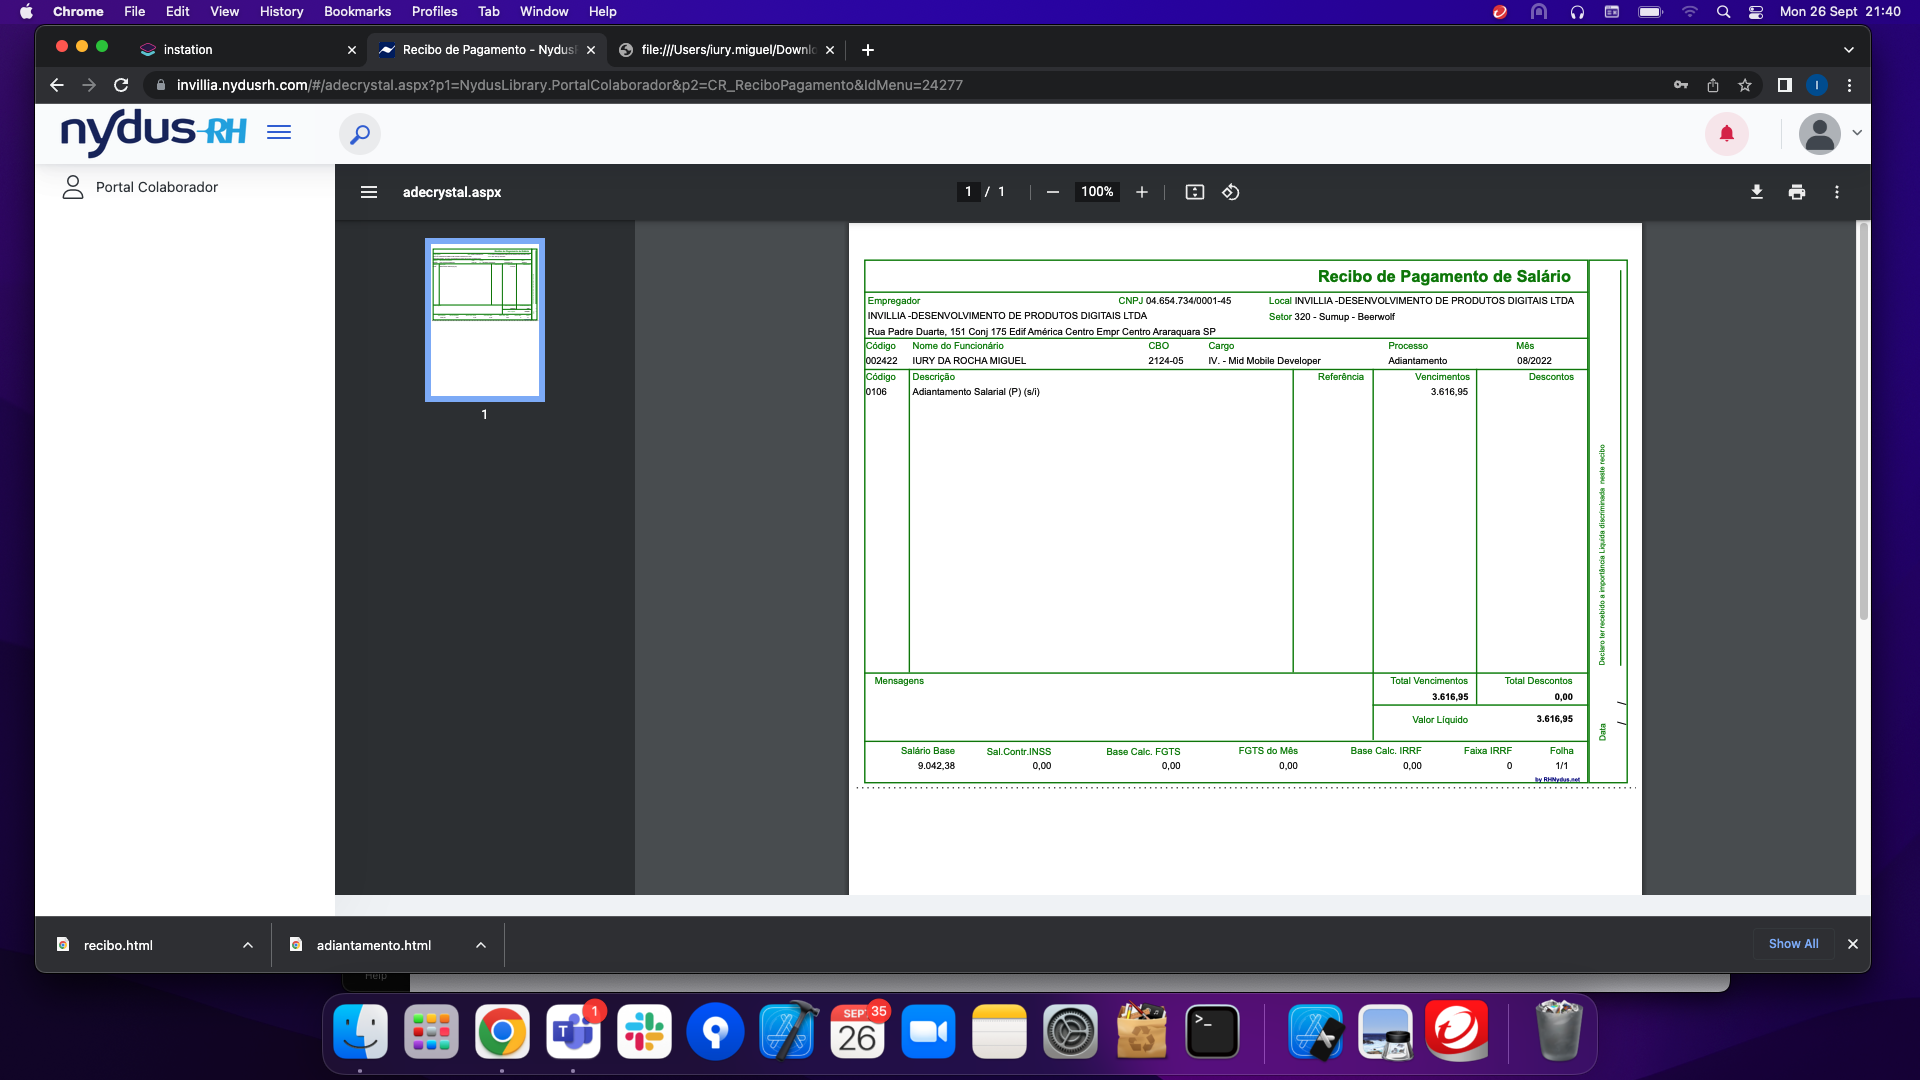 Chrome File Edit View History Bookmarks Profiles Tab Window Help Mon 26 Sept 21:40
instation Recibo de Pagamento - Nydus file:///Users/iury.miguel/Downlo
invillia.nydusrh.com/#/adecrystal.aspx?p1=NydusLibrary.PortalColaborador&p2=CR_ReciboPagamento&IdMenu=24277
nydus-RH
Portal Colaborador
adecrystal.aspx 1 / 1 100%
1
Recibo de Pagamento de Salário
Empregador CNPJ 04.654.734/0001-45 Local INVILLIA -DESENVOLVIMENTO DE PRODUTOS DIGITAIS LTDA
INVILLIA -DESENVOLVIMENTO DE PRODUTOS DIGITAIS LTDA Setor 320 - Sumup - Beerwolf
Rua Padre Duarte, 151 Conj 175 Edif América Centro Empr Centro Araraquara SP
Código Nome do Funcionário CBO Cargo Processo Mês
002422 IURY DA ROCHA MIGUEL 2124-05 IV. - Mid Mobile Developer Adiantamento 08/2022
Código Descrição Referência Vencimentos Descontos
0106 Adiantamento Salarial (P) (s/i) 3.616,95
Declaro ter recebido a importância Líquida discriminada neste recibo
Mensagens Total Vencimentos Total Descontos
3.616,95 0,00
Valor Líquido 3.616,95
Data
Salário Base Sal.Contr.INSS Base Calc. FGTS FGTS do Mês Base Calc. IRRF Faixa IRRF Folha
9.042,38 0,00 0,00 0,00 0,00 0 1/1
by RHNydus.net
recibo.html adiantamento.html Show All
Help
1
SEP 35
26